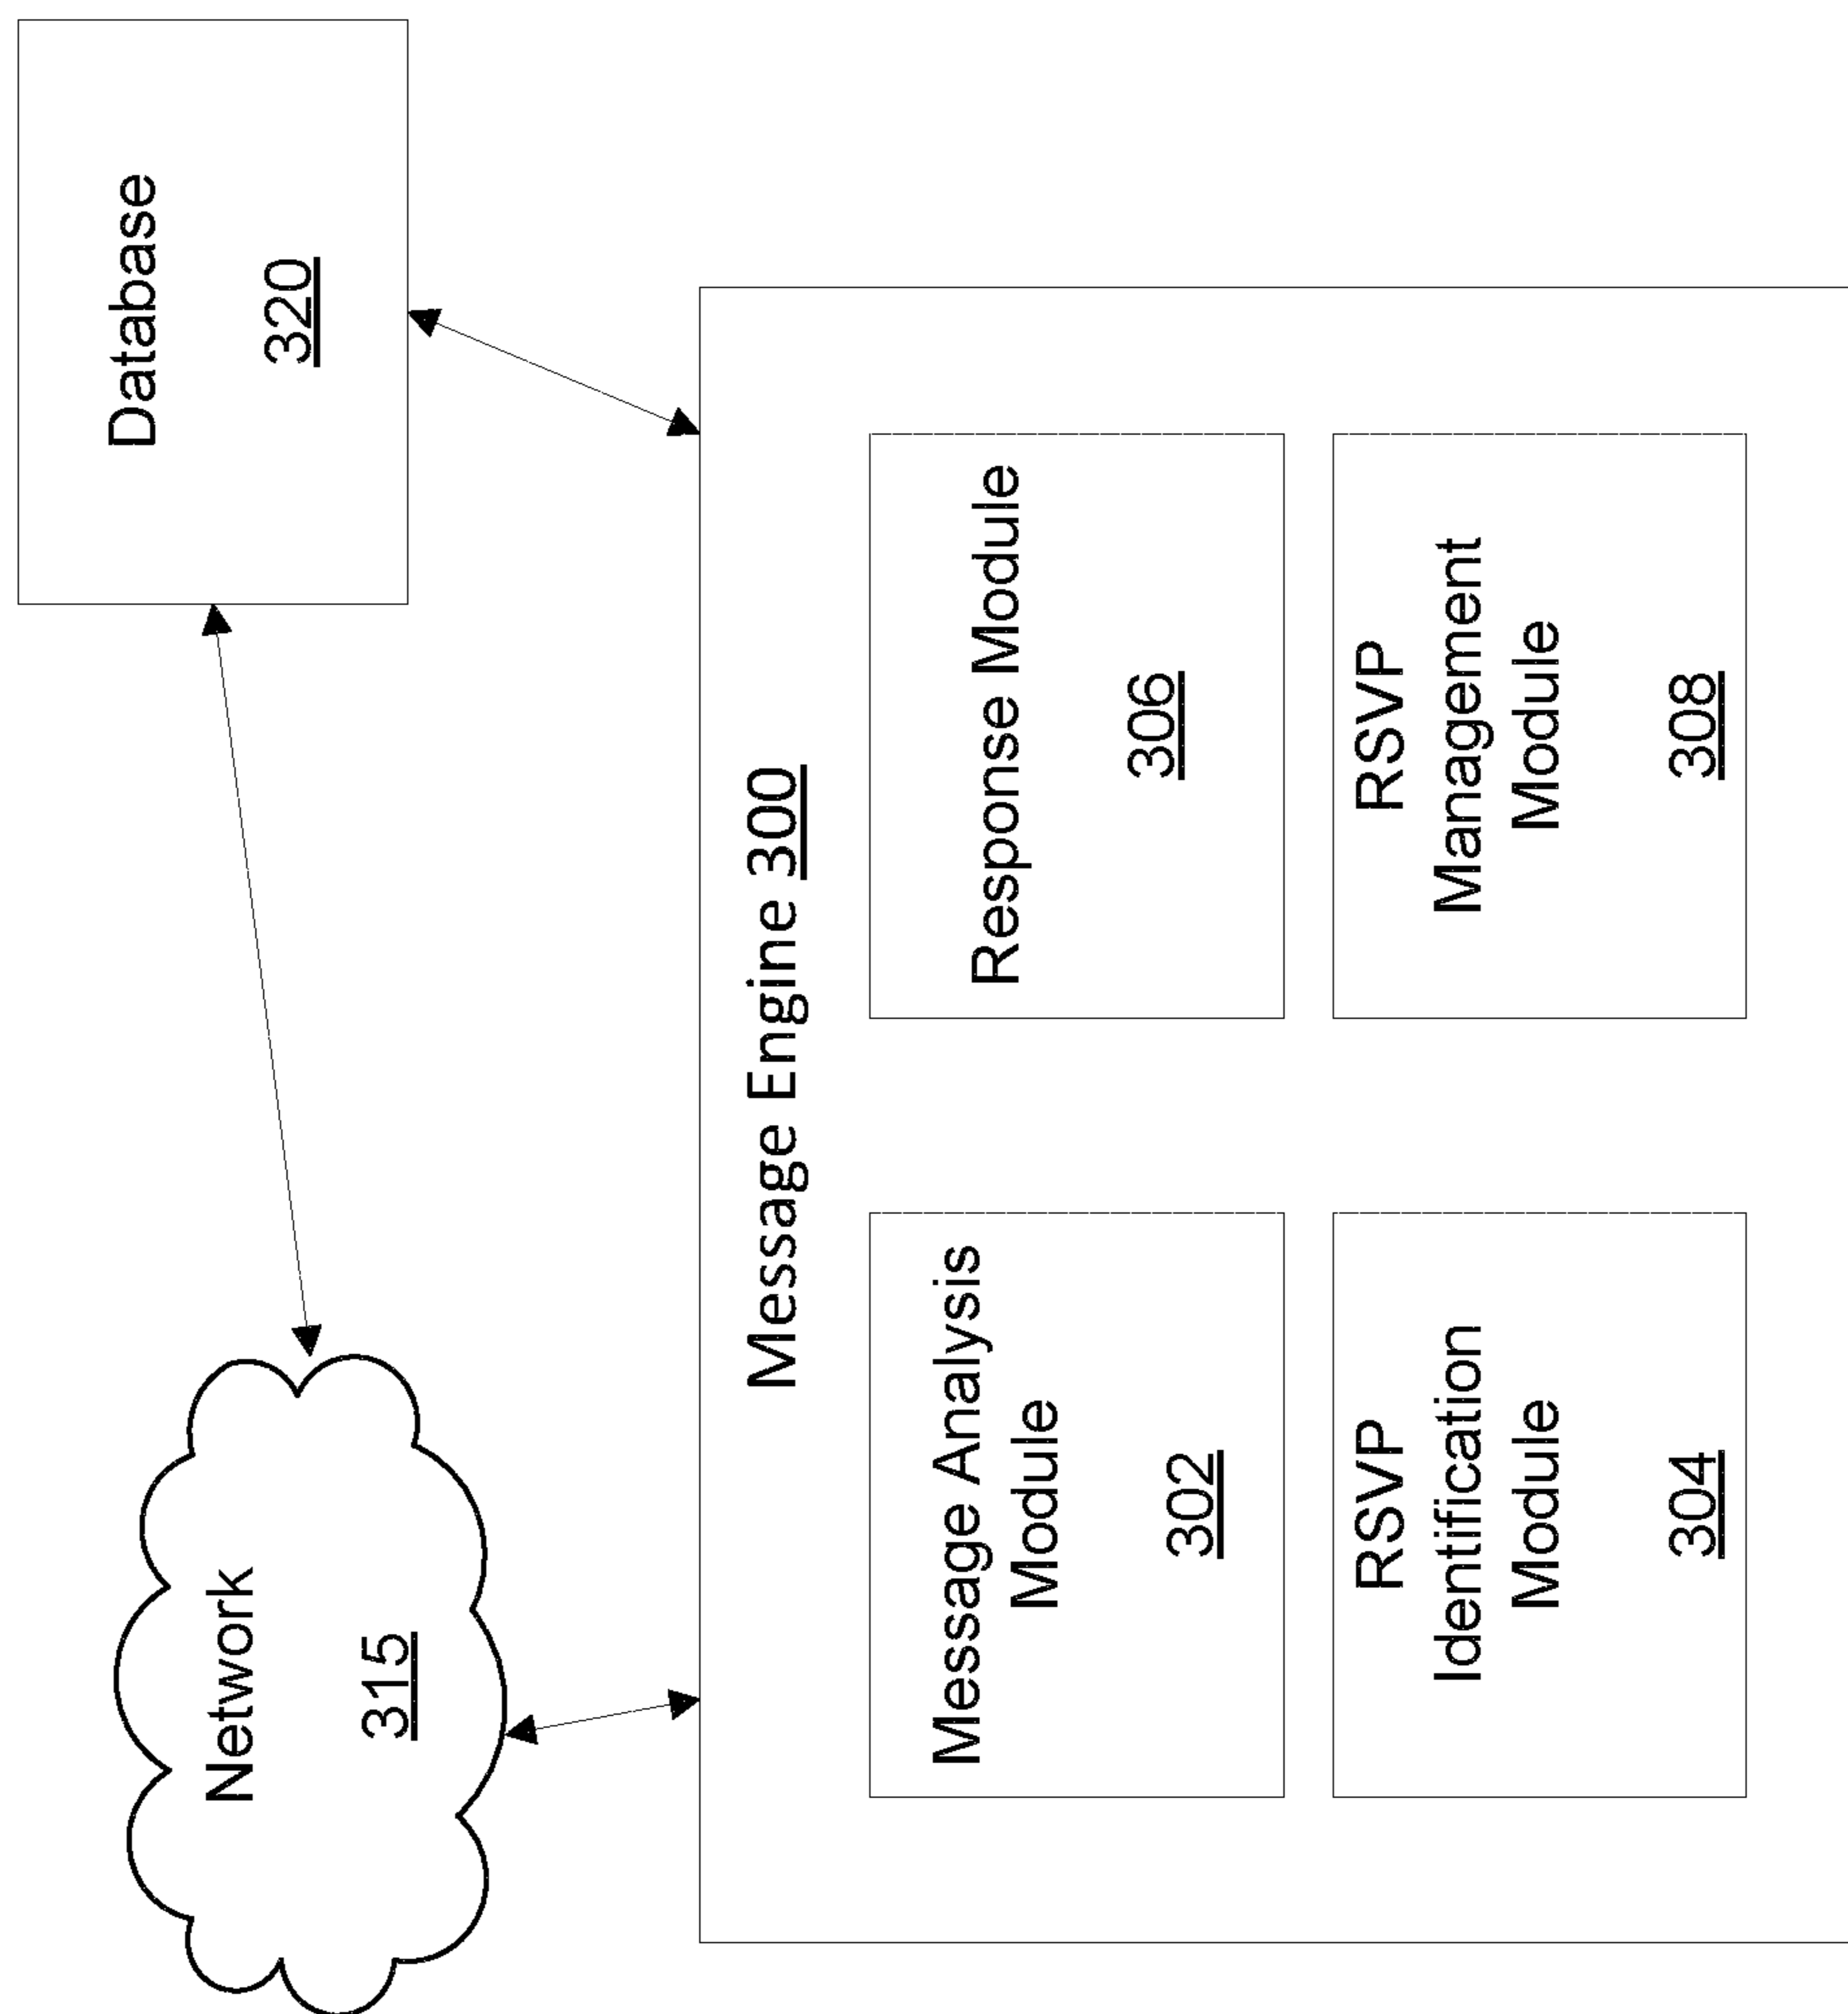 Network
315
Database
320
Message Engine 300
Message Analysis
Module
302
Response Module
306
RSVP
Identification
Module
304
RSVP
Management
Module
308